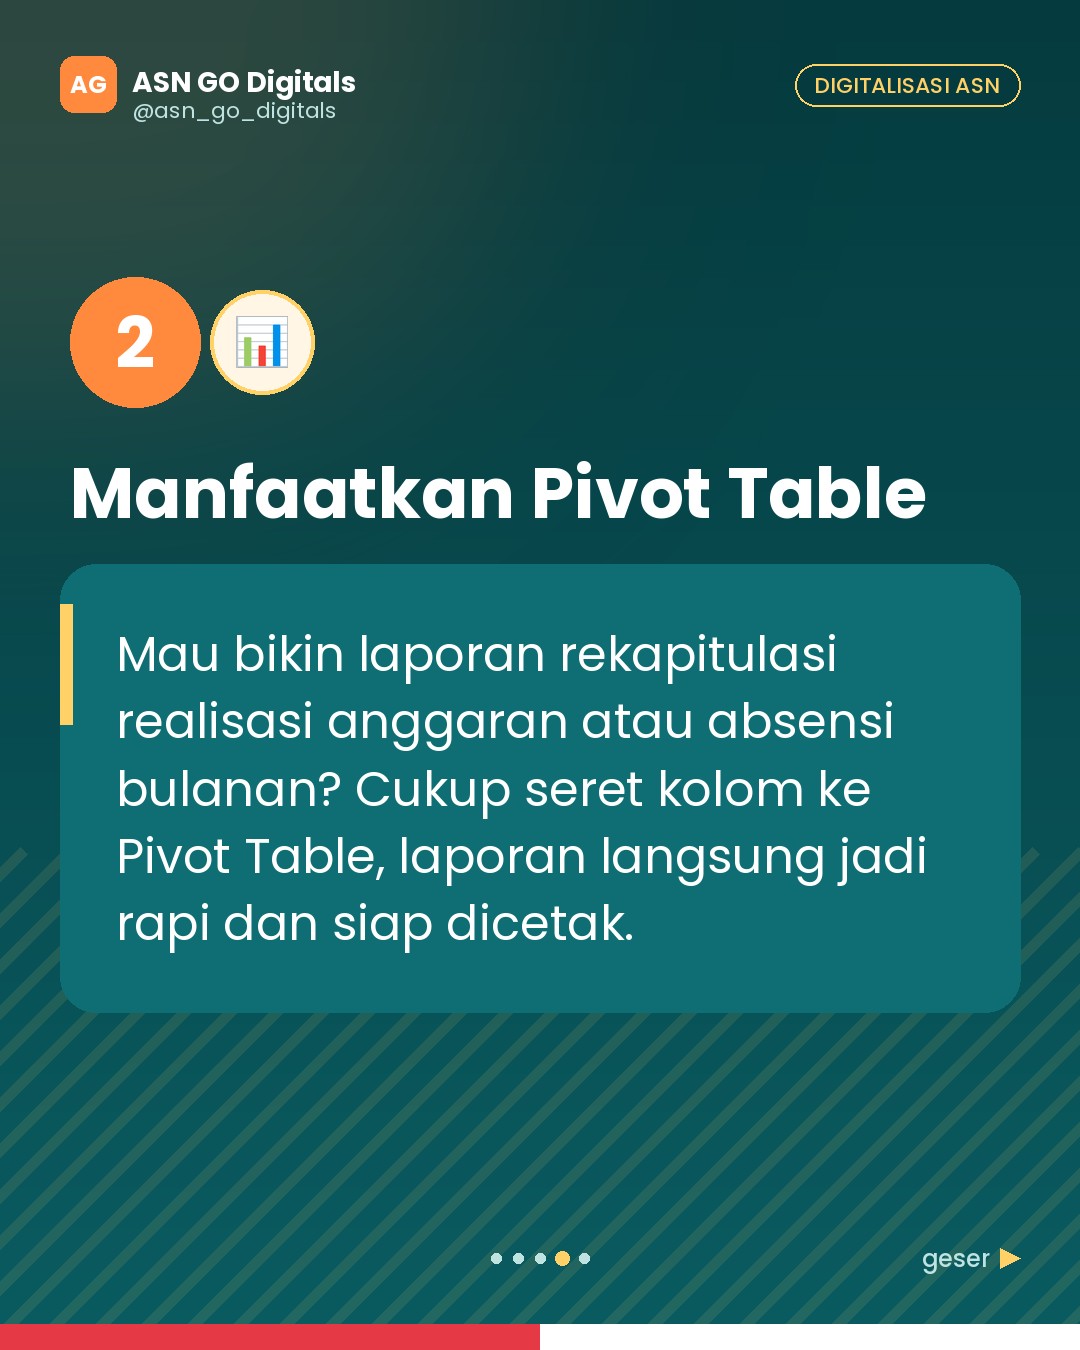 AG
ASN GO Digitals
@asn_go_digitals
DIGITALISASI ASN
2
Manfaatkan Pivot Table
Mau bikin laporan rekapitulasi
realisasi anggaran atau absensi
bulanan? Cukup seret kolom ke
Pivot Table, laporan langsung jadi
rapi dan siap dicetak.
geser